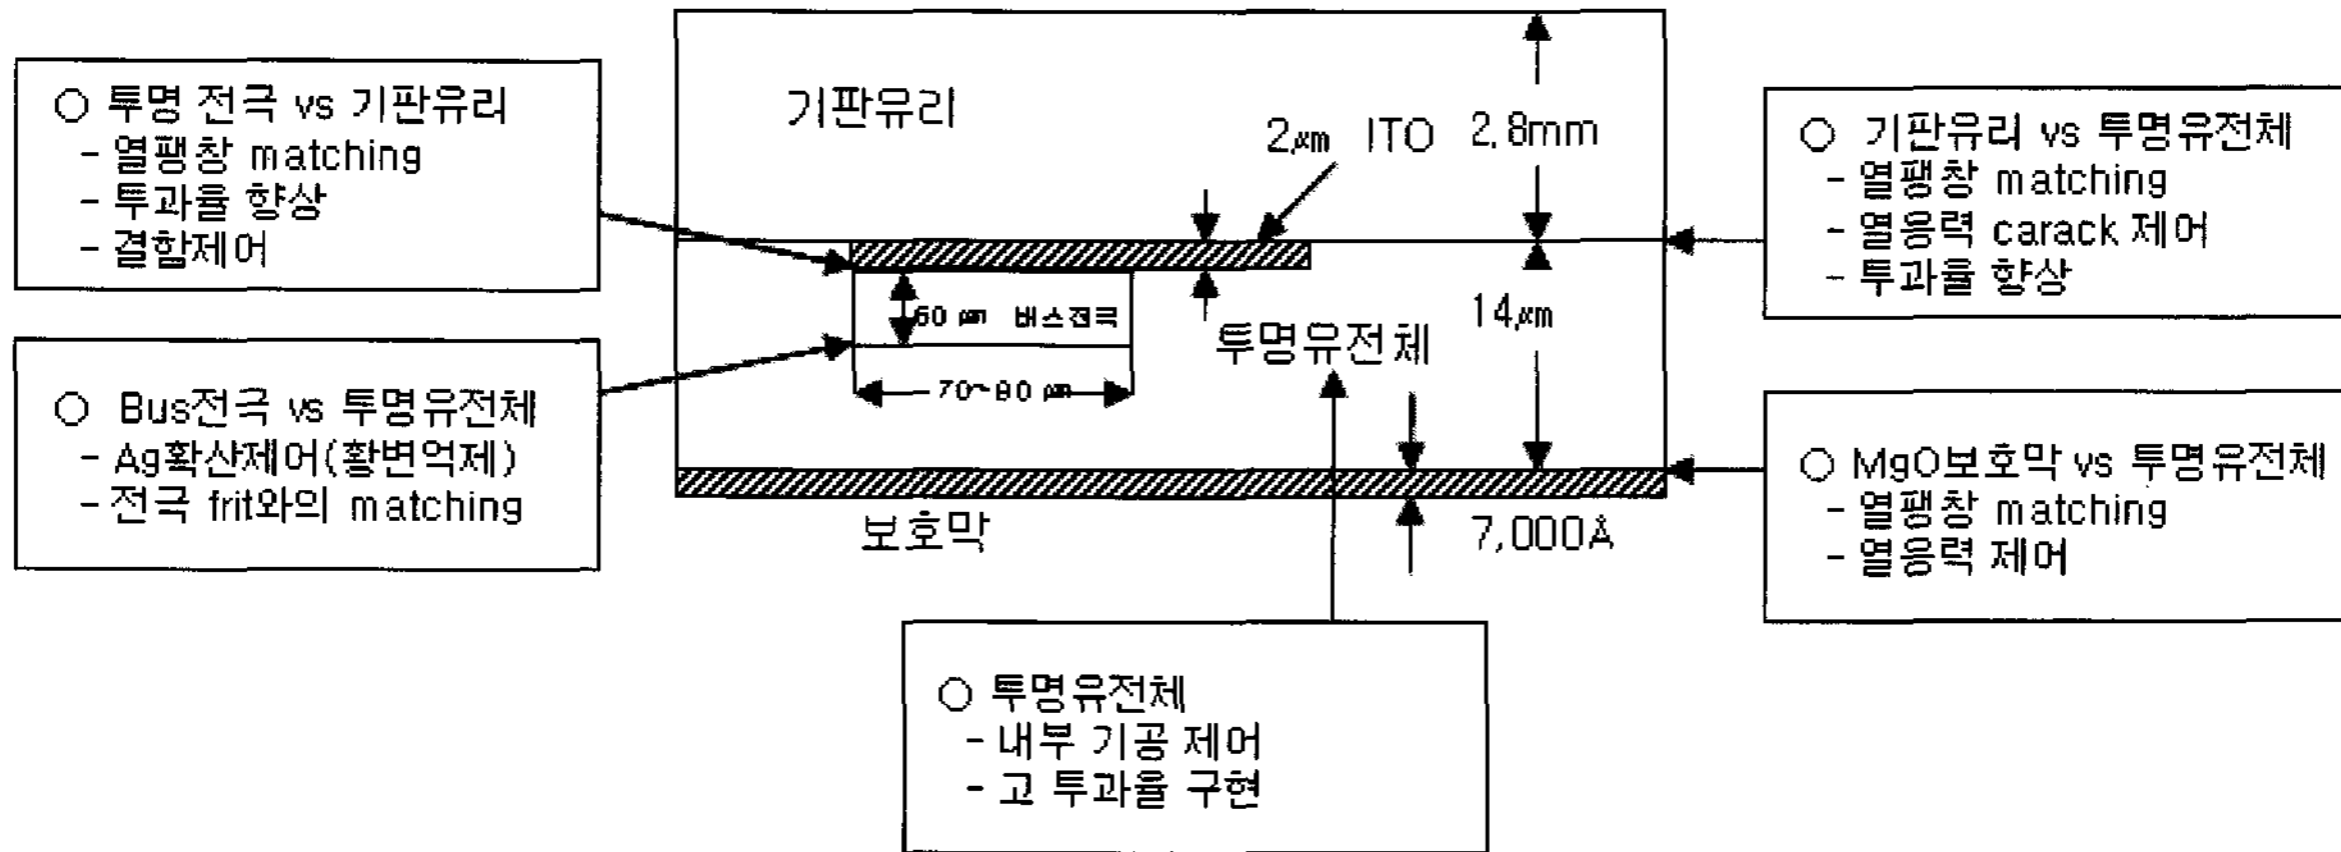 ○ 투명 전극 vs 기판유리
- 열팽창 matching
- 투과율 향상
- 결함제어
○ Bus전극 vs 투명유전체
- Ag확산제어(황변억제)
- 전극 frit와의 matching
기판유리
2㎛ ITO
2,8mm
60 ㎛ 버스전극
70~80 ㎛
투명유전체
14㎛
보호막
7,000Å
○ 기판유리 vs 투명유전체
- 열팽창 matching
- 열응력 carack 제어
- 투과율 향상
○ MgO보호막 vs 투명유전체
- 열팽창 matching
- 열응력 제어
○ 투명유전체
- 내부 기공 제어
- 고 투과율 구현